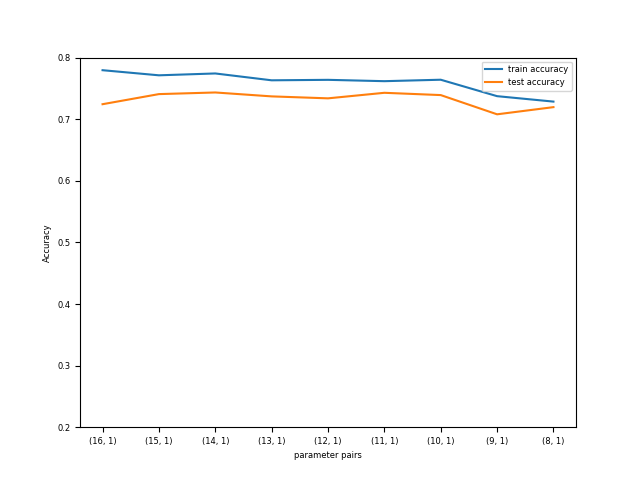 0.8
train accuracy
test accuracy
0.7
0.6
0.5
Accuracy
0.4
0.3
0.2
(16, 1) (15, 1) (14, 1) (13, 1) (12, 1) (11, 1) (10, 1) (9, 1) (8, 1)
parameter pairs